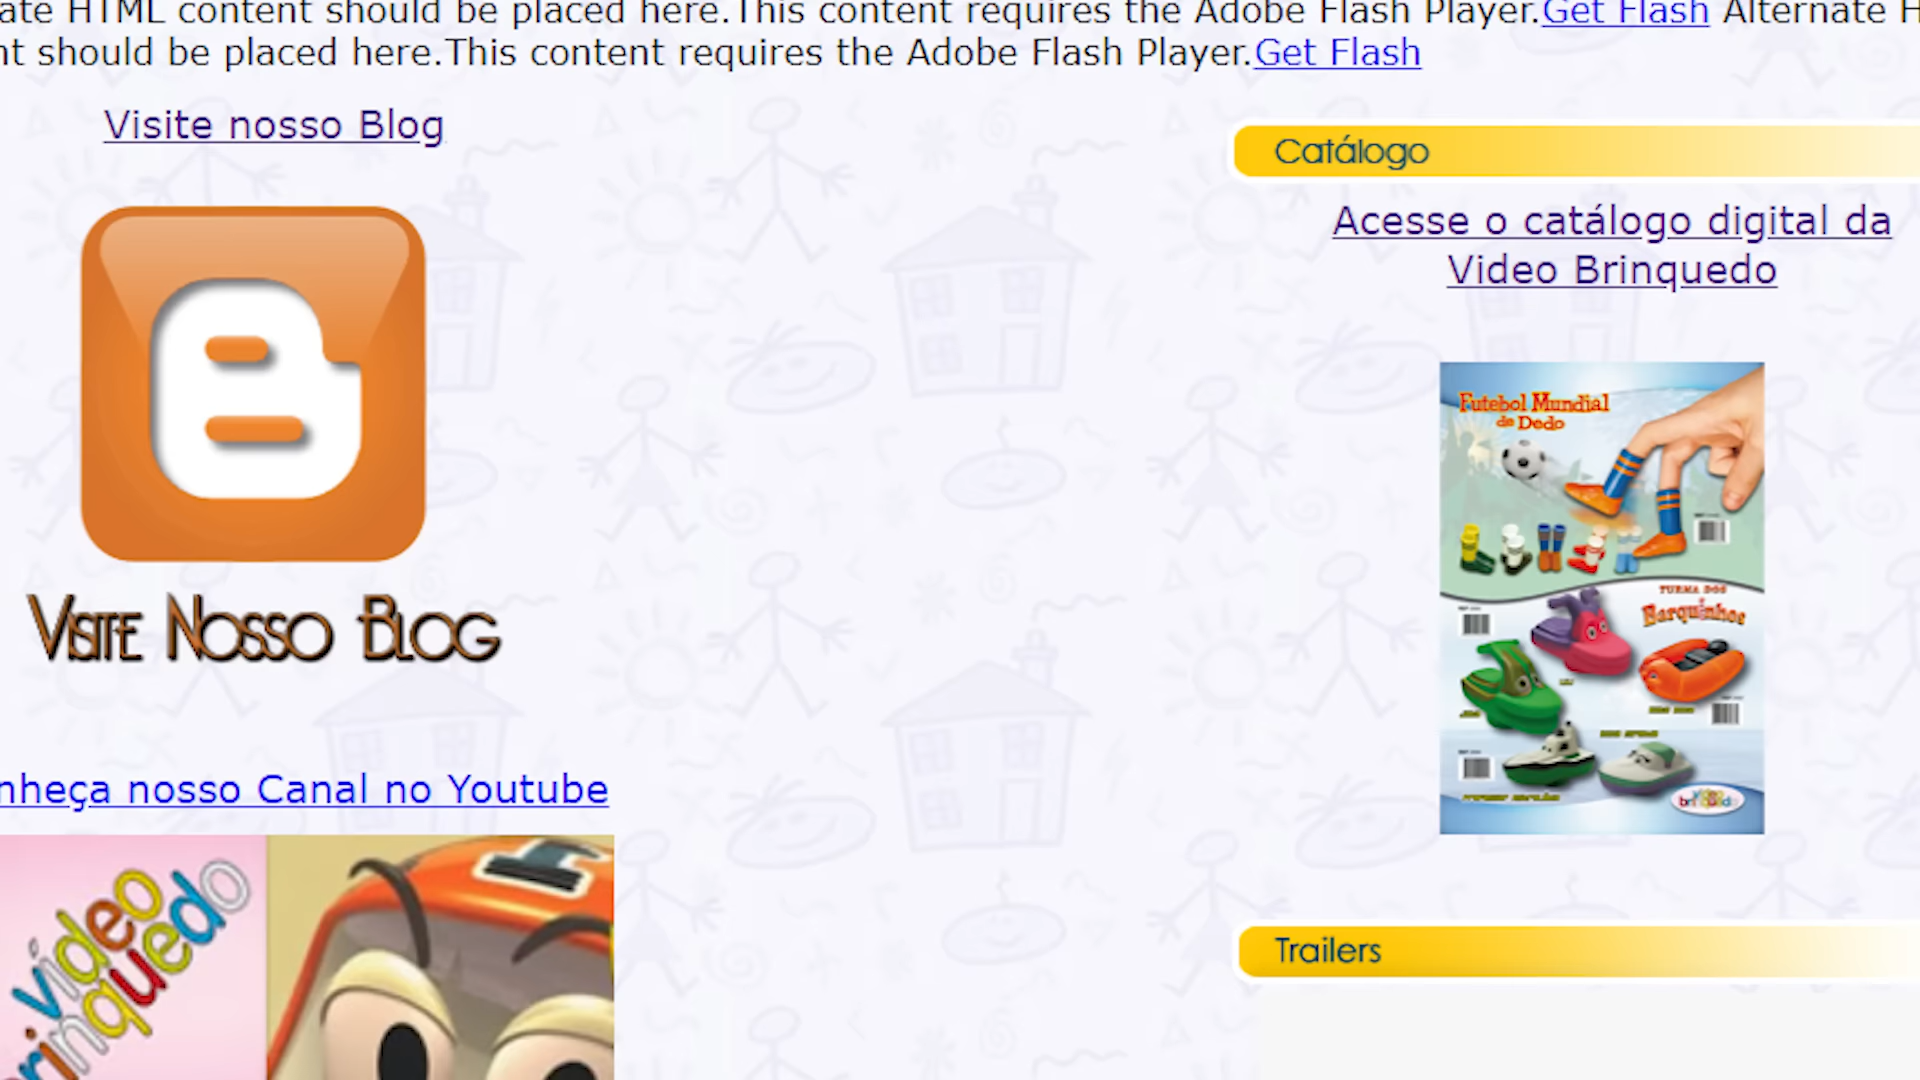 ate HTML content should be placed here.This content requires the Adobe Flash Player.Get Flash Alternate H
nt should be placed here.This content requires the Adobe Flash Player.Get Flash
Visite nosso Blog
VISITE NOSSO BLOG
nheça nosso Canal no Youtube
video
brinquedo
Catálogo
Acesse o catálogo digital da
Video Brinquedo
Futebol Mundial
de Dedo
TURMA DOS
Barquinhos
video
brinquedo
Trailers